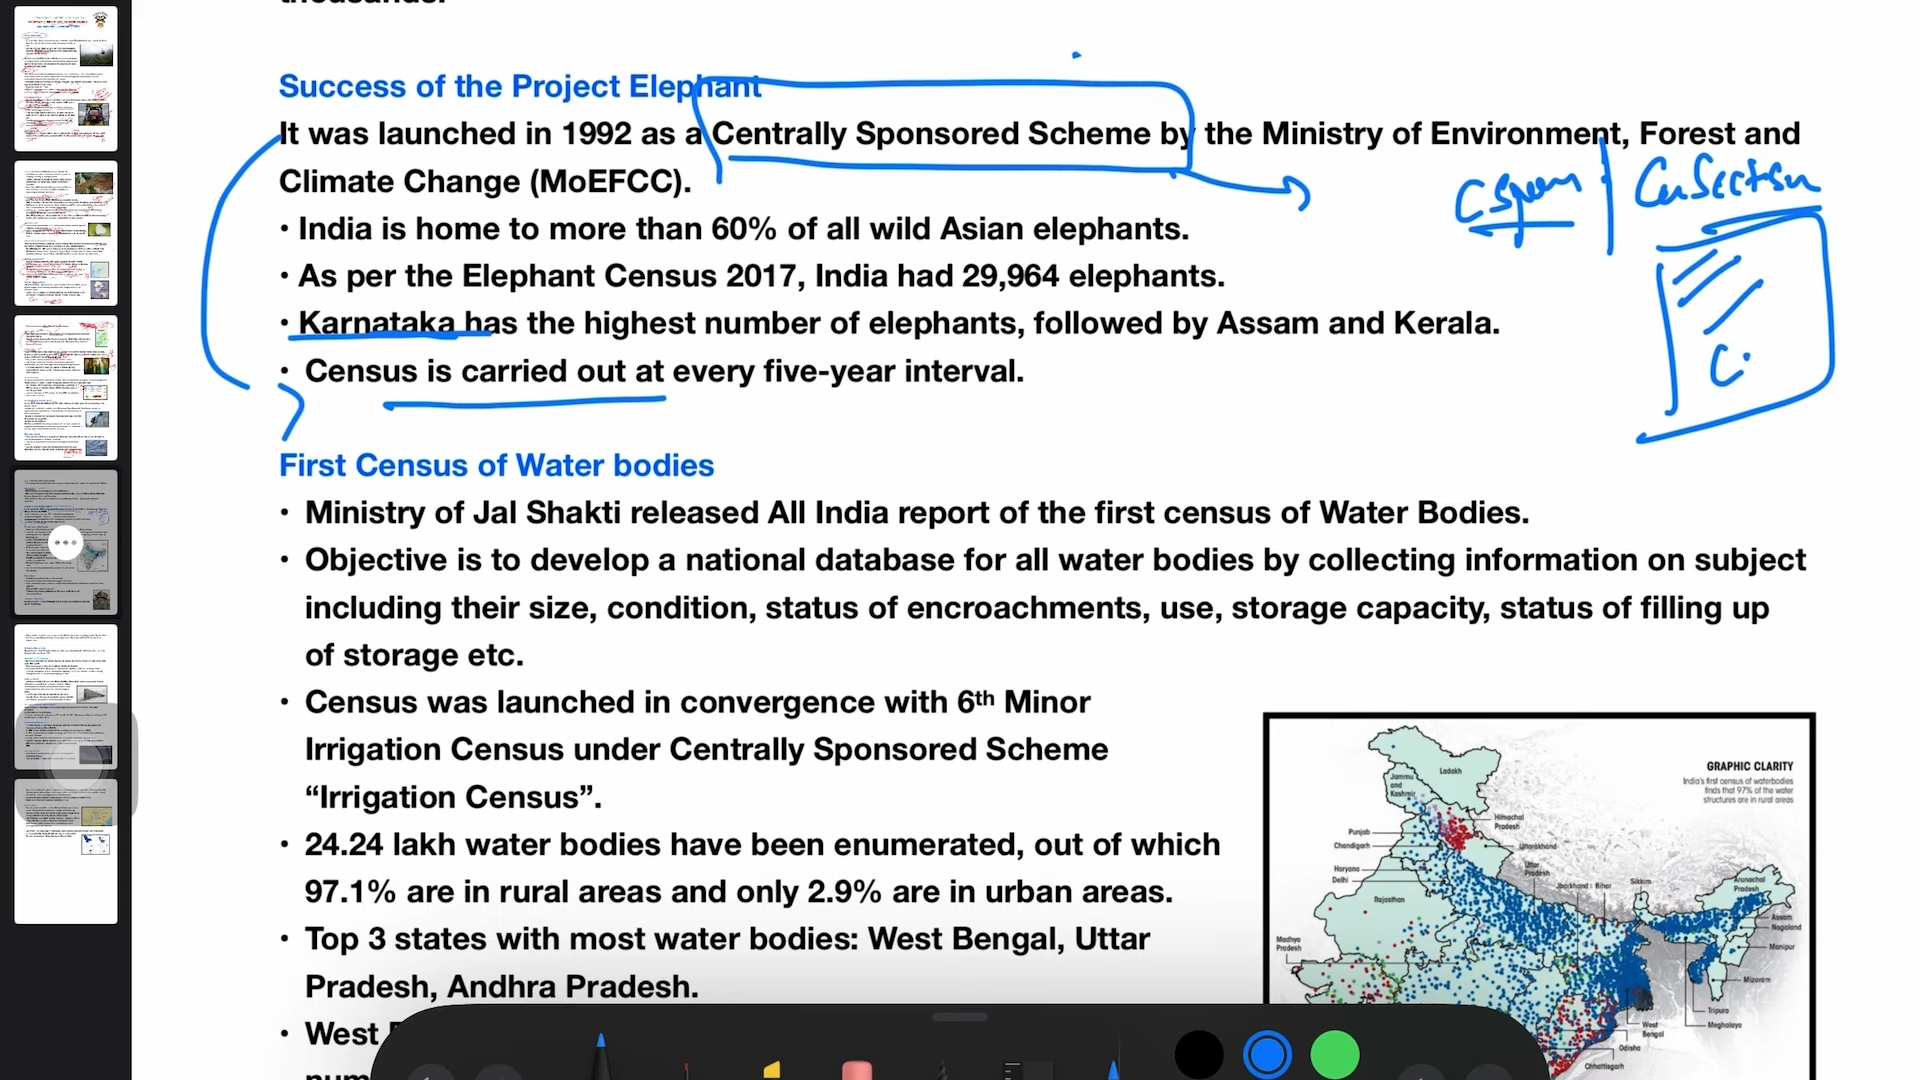 thousands.
Success of the Project Elephant
It was launched in 1992 as a Centrally Sponsored Scheme by the Ministry of Environment, Forest and
Climate Change (MoEFCC).
• India is home to more than 60% of all wild Asian elephants.
• As per the Elephant Census 2017, India had 29,964 elephants.
• Karnataka has the highest number of elephants, followed by Assam and Kerala.
• Census is carried out at every five-year interval.
First Census of Water bodies
• Ministry of Jal Shakti released All India report of the first census of Water Bodies.
• Objective is to develop a national database for all water bodies by collecting information on subject
including their size, condition, status of encroachments, use, storage capacity, status of filling up
of storage etc.
• Census was launched in convergence with 6th Minor
Irrigation Census under Centrally Sponsored Scheme
“Irrigation Census”.
• 24.24 lakh water bodies have been enumerated, out of which
97.1% are in rural areas and only 2.9% are in urban areas.
• Top 3 states with most water bodies: West Bengal, Uttar
Pradesh, Andhra Pradesh.
• West
GRAPHIC CLARITY
India's first census of waterbodies
finds that 97% of the water
structures are in rural areas
Ladakh
Jammu
and
Kashmir
Himachal
Pradesh
Punjab
Chandigarh
Uttarakhand
Haryana
Delhi
Uttar
Pradesh
Jharkhand
Bihar
Sikkim
Arunachal
Pradesh
Rajasthan
Assam
Nagaland
Manipur
Madhya
Pradesh
Mizoram
Tripura
Meghalaya
West
Bengal
Odisha
Chhattisgarh
C